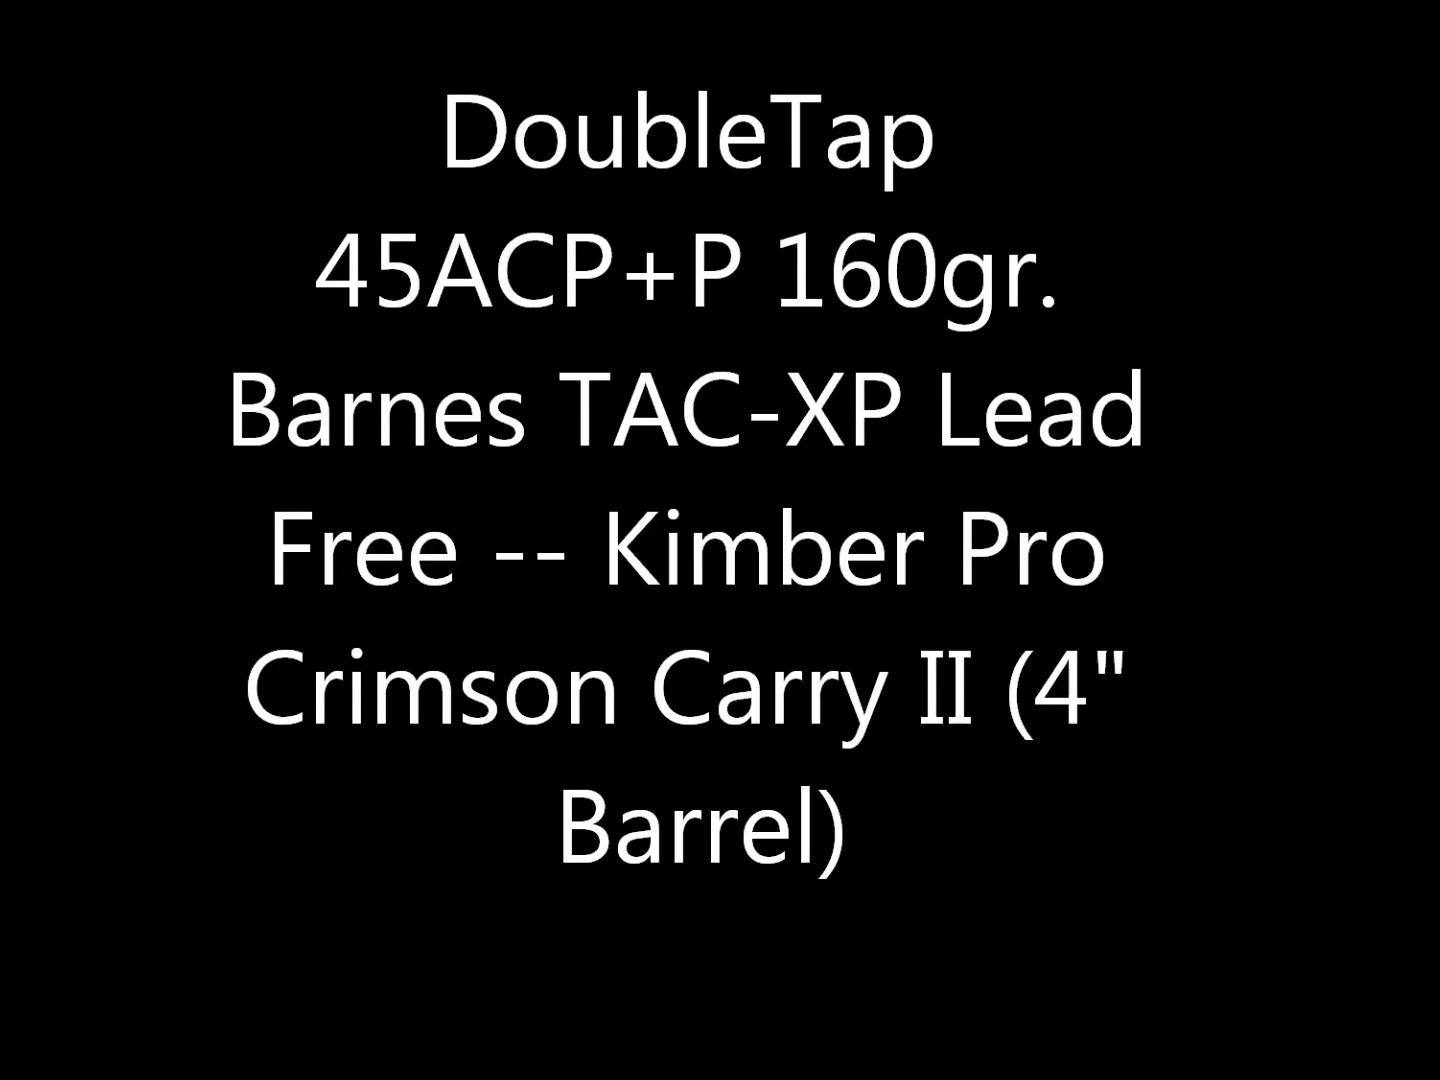 DoubleTap
45ACP+P 160gr.
Barnes TAC-XP Lead
Free -- Kimber Pro
Crimson Carry II (4"
Barrel)